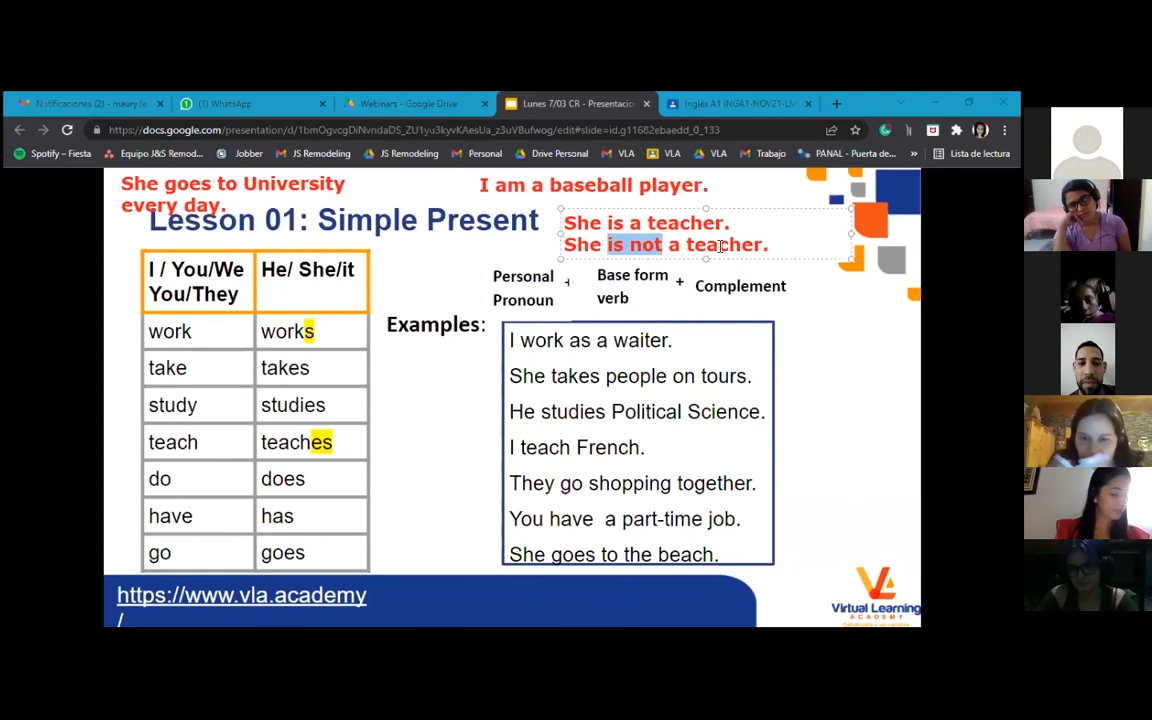 Notificaciones (2) - maury.fe
(1) WhatsApp
Webinars - Google Drive
Lunes 7/03 CR - Presentació
Inglés A1 (INGA1-NOV21-LM
https://docs.google.com/presentation/d/1bmOgvcgDiNvndaDS_ZU1yu3kyvKAesUa_z3uVBufwog/edit#slide=id.g11682ebaedd_0_133
Spotify – Fiesta
Equipo J&S Remod...
Jobber
JS Remodeling
JS Remodeling
Personal
Drive Personal
VLA
VLA
VLA
Trabajo
PANAL - Puerta de...
»
Lista de lectura
She goes to University
every day.
I am a baseball player.
Lesson 01: Simple Present
She is a teacher.
She is not a teacher.
Personal
Pronoun
+
Base form
verb
+
Complement
I / You/We
You/They
He/ She/it
work works
take takes
study studies
teach teaches
do does
have has
go goes
Examples:
I work as a waiter.
She takes people on tours.
He studies Political Science.
I teach French.
They go shopping together.
You have a part-time job.
She goes to the beach.
https://www.vla.academy
/
VLA
Virtual Learning
ACADEMY